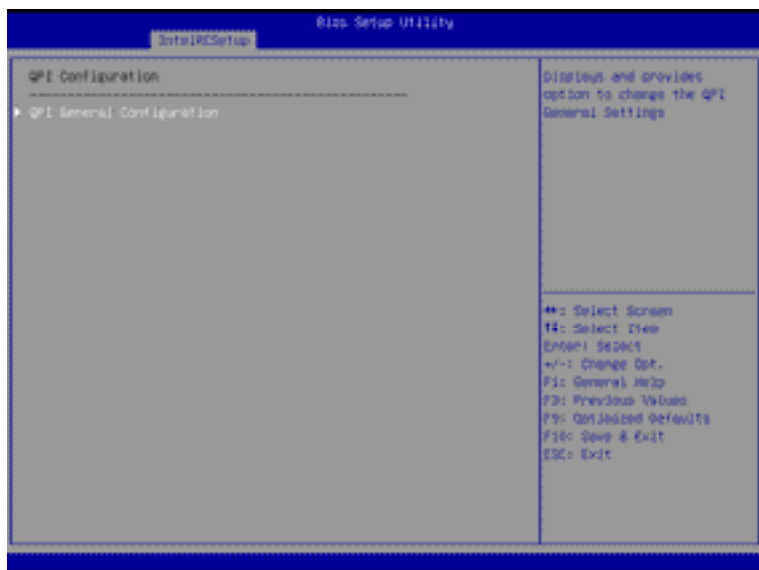 Bios Setup Utility
IntelRCSetup
QPI Configuration
QPI General Configuration
Displays and provides
option to change the QPI
General Settings
↔: Select Screen
↑↓: Select Item
Enter: Select
+/-: Change Opt.
F1: General Help
Previous Values
F9: Optimized Defaults
F10: Save & Exit
ESC: Exit